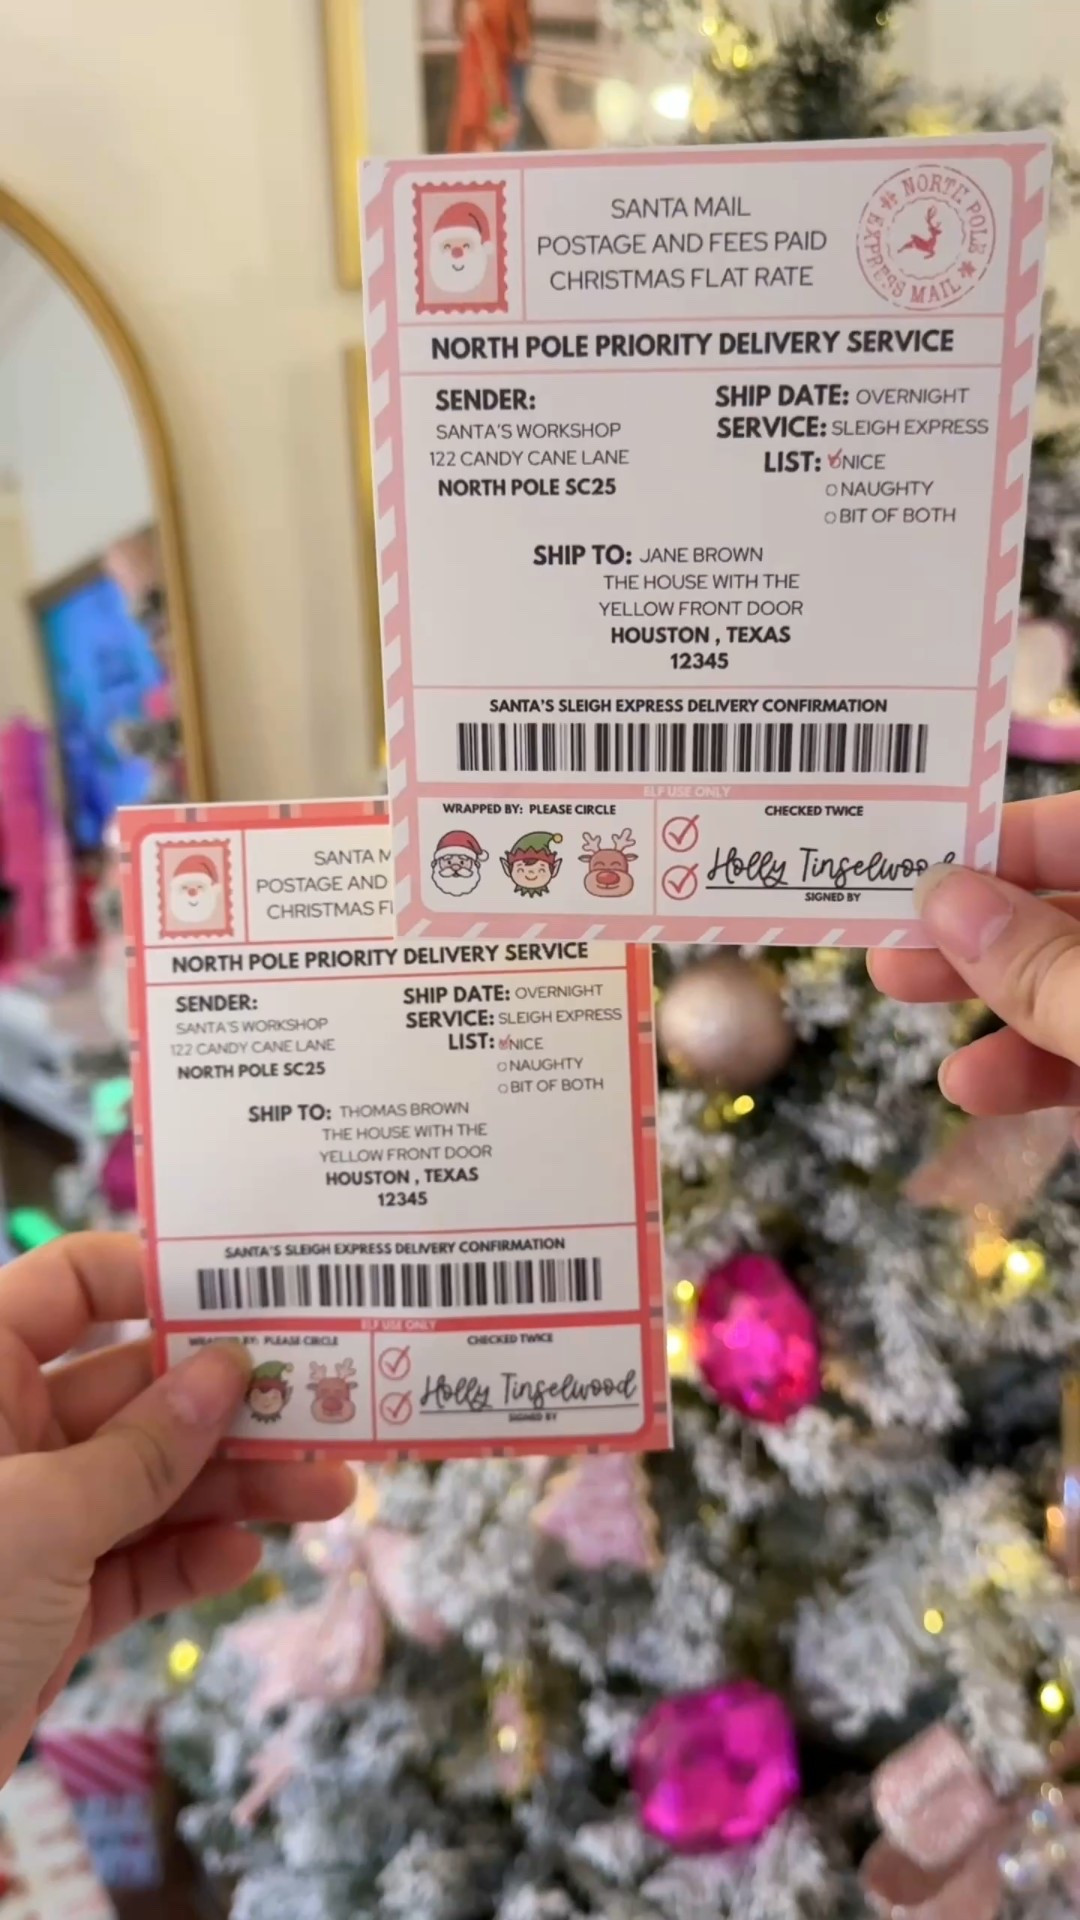 SANTA MAIL
POSTAGE AND FEES PAID
CHRISTMAS FLAT RATE
NORTH POLE
EXPRESS MAIL
NORTH POLE PRIORITY DELIVERY SERVICE
SENDER:
SANTA'S WORKSHOP
122 CANDY CANE LANE
NORTH POLE SC25
SHIP DATE: OVERNIGHT
SERVICE: SLEIGH EXPRESS
LIST: NICE
NAUGHTY
BIT OF BOTH
SHIP TO: JANE BROWN
THE HOUSE WITH THE
YELLOW FRONT DOOR
HOUSTON , TEXAS
12345
SANTA'S SLEIGH EXPRESS DELIVERY CONFIRMATION
ELF USE ONLY
WRAPPED BY: PLEASE CIRCLE
CHECKED TWICE
Holly Tinselwood
SIGNED BY
SANTA M
POSTAGE AND
CHRISTMAS FL
NORTH POLE PRIORITY DELIVERY SERVICE
SENDER:
SANTA'S WORKSHOP
122 CANDY CANE LANE
NORTH POLE SC25
SHIP DATE: OVERNIGHT
SERVICE: SLEIGH EXPRESS
LIST: NICE
NAUGHTY
BIT OF BOTH
SHIP TO: THOMAS BROWN
THE HOUSE WITH THE
YELLOW FRONT DOOR
HOUSTON , TEXAS
12345
SANTA'S SLEIGH EXPRESS DELIVERY CONFIRMATION
ELF USE ONLY
WRAPPED BY: PLEASE CIRCLE
CHECKED TWICE
Holly Tinselwood
SIGNED BY